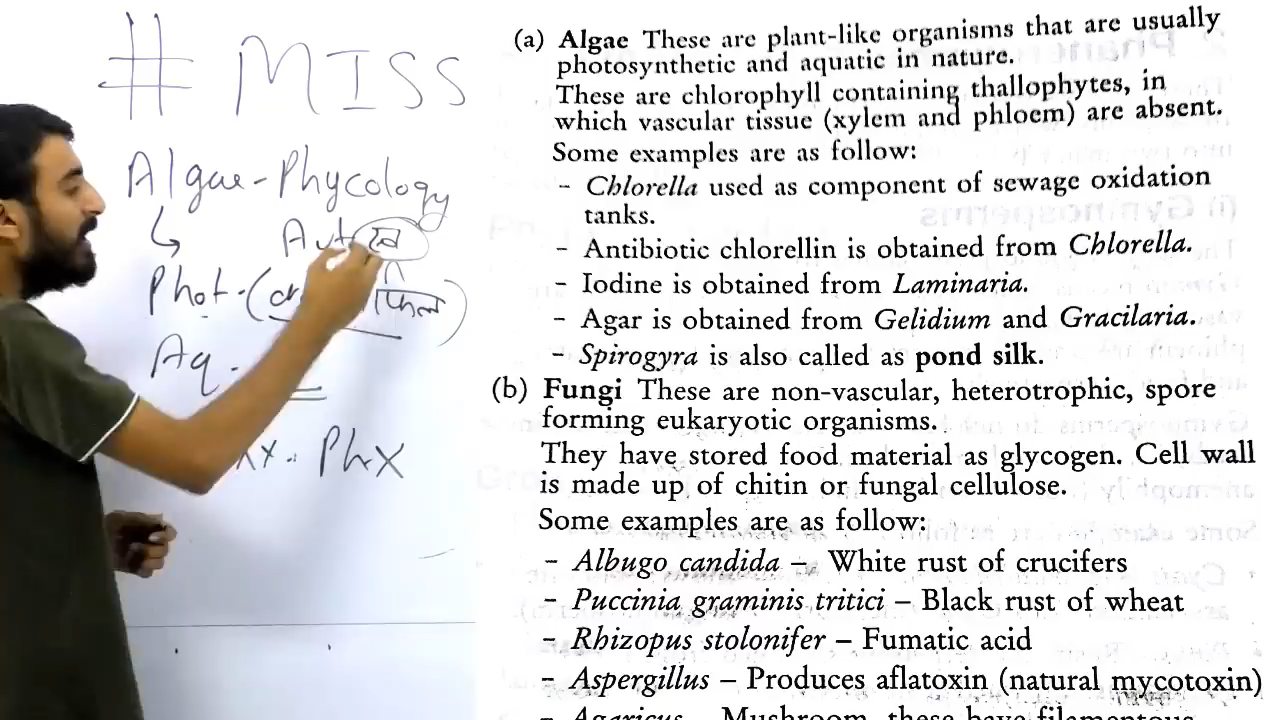 # MISS
Algae - Phycology
Phot.
Aq.
Phx
(a) Algae These are plant-like organisms that are usually
photosynthetic and aquatic in nature.
These are chlorophyll containing thallophytes, in
which vascular tissue (xylem and phloem) are absent.
Some examples are as follow:
- Chlorella used as component of sewage oxidation
tanks.
- Antibiotic chlorellin is obtained from Chlorella.
- Iodine is obtained from Laminaria.
- Agar is obtained from Gelidium and Gracilaria.
- Spirogyra is also called as pond silk.
(b) Fungi These are non-vascular, heterotrophic, spore
forming eukaryotic organisms.
They have stored food material as glycogen. Cell wall
is made up of chitin or fungal cellulose.
Some examples are as follow:
- Albugo candida – White rust of crucifers
- Puccinia graminis tritici – Black rust of wheat
- Rhizopus stolonifer – Fumatic acid
- Aspergillus – Produces aflatoxin (natural mycotoxin)
- Agaricus – Mushroom, these have filamentous